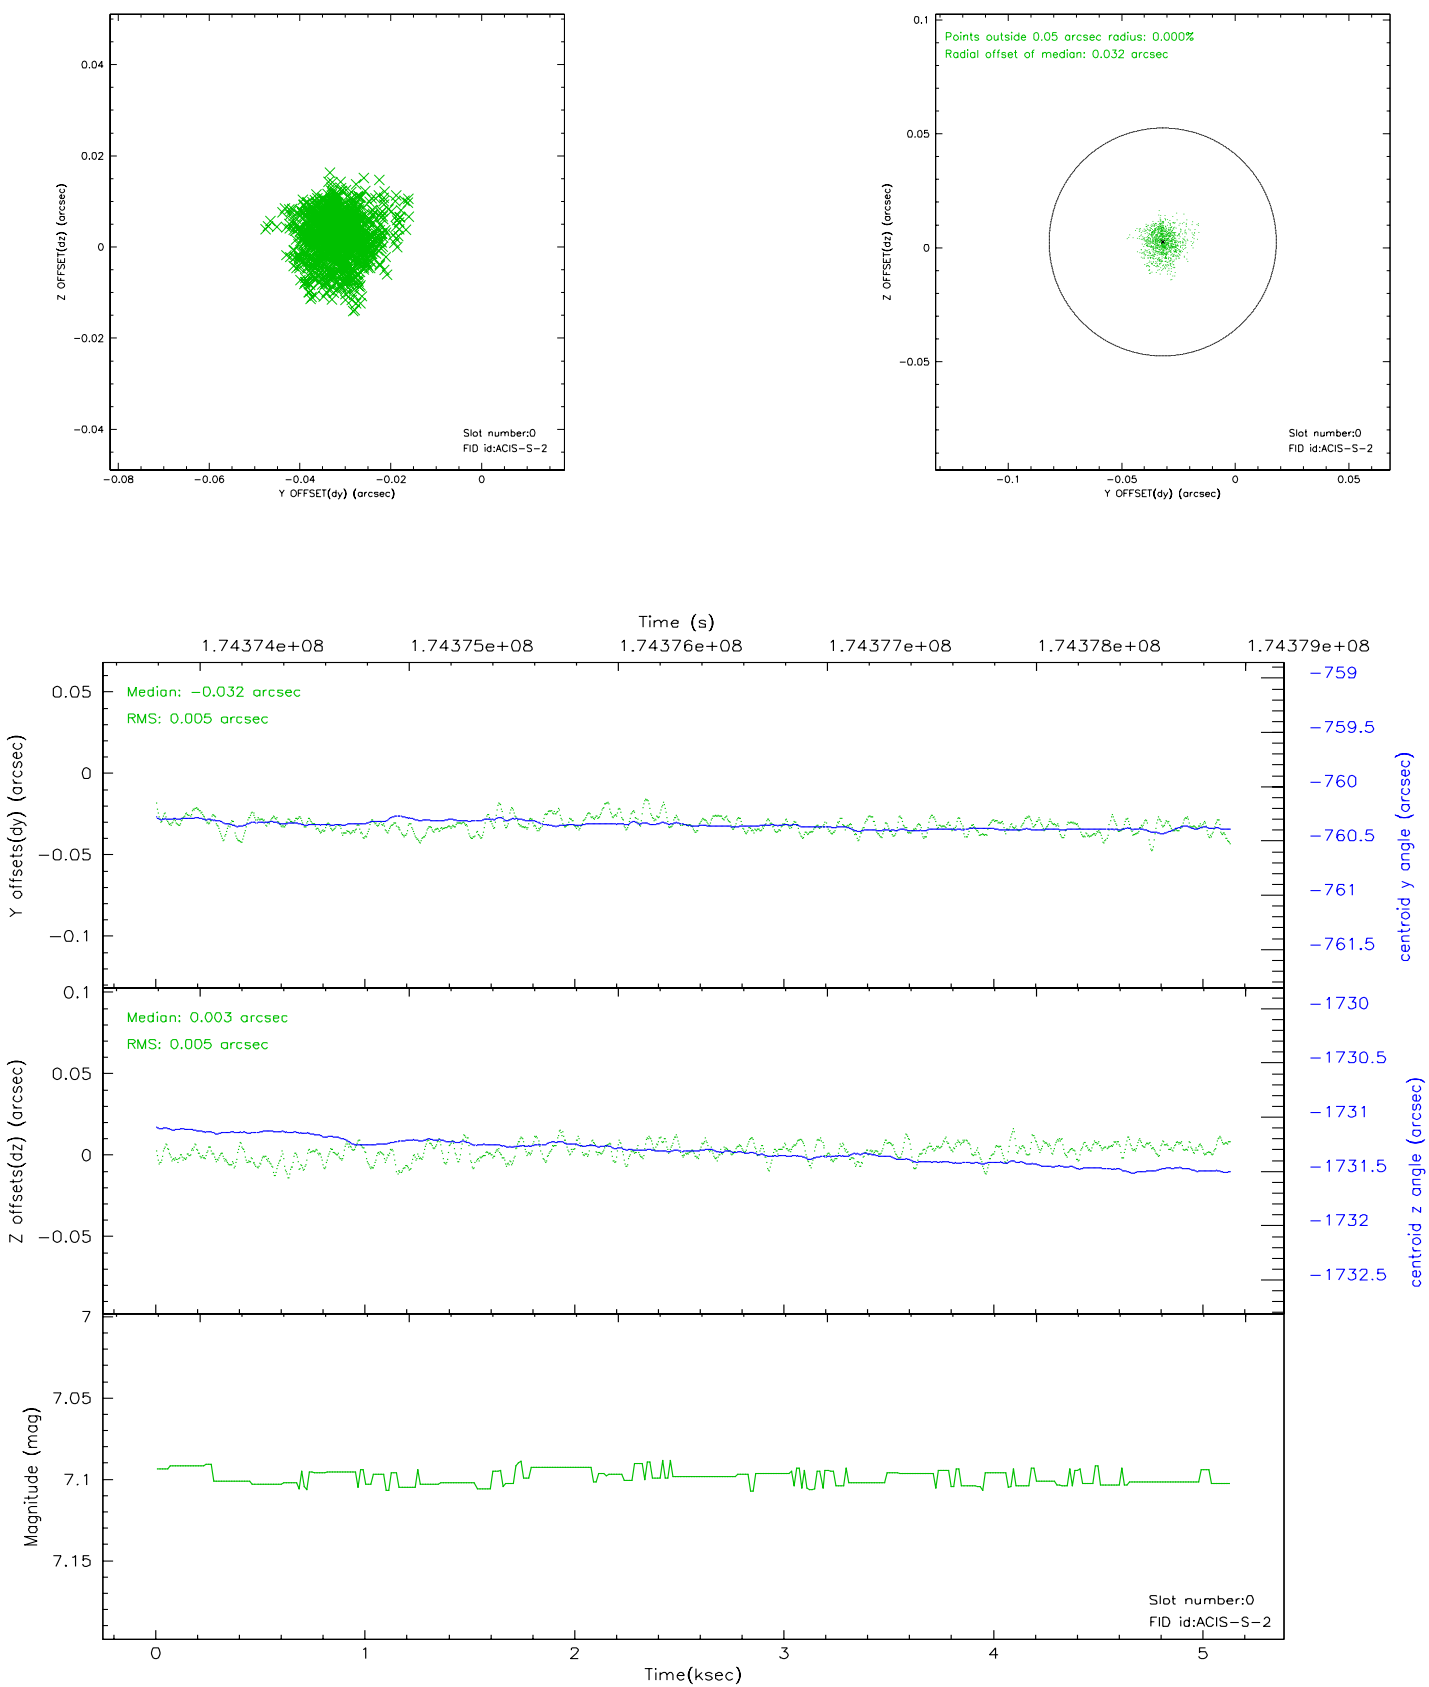 0.04
0.02
0
−0.02
−0.04
Z OFFSET(dz) (arcsec)
Slot number:0
FID id:ACIS−S−2
−0.08 −0.06 −0.04 −0.02 0
Y OFFSET(dy) (arcsec)
0.1
0.05
0
−0.05
Z OFFSET(dz) (arcsec)
Points outside 0.05 arcsec radius: 0.000%
Radial offset of median: 0.032 arcsec
Slot number:0
FID id:ACIS−S−2
−0.1 −0.05 0 0.05
Y OFFSET(dy) (arcsec)
Time (s)
1.74374e+08 1.74375e+08 1.74376e+08 1.74377e+08 1.74378e+08 1.74379e+08
0.05
0
−0.05
−0.1
Y offsets(dy) (arcsec)
Median: −0.032 arcsec
RMS: 0.005 arcsec
−759
−759.5
−760
−760.5
−761
−761.5
centroid y angle (arcsec)
0.1
0.05
0
−0.05
Z offsets(dz) (arcsec)
Median: 0.003 arcsec
RMS: 0.005 arcsec
−1730
−1730.5
−1731
−1731.5
−1732
−1732.5
centroid z angle (arcsec)
7
7.05
7.1
7.15
Magnitude (mag)
Slot number:0
FID id:ACIS−S−2
0 1 2 3 4 5
Time(ksec)